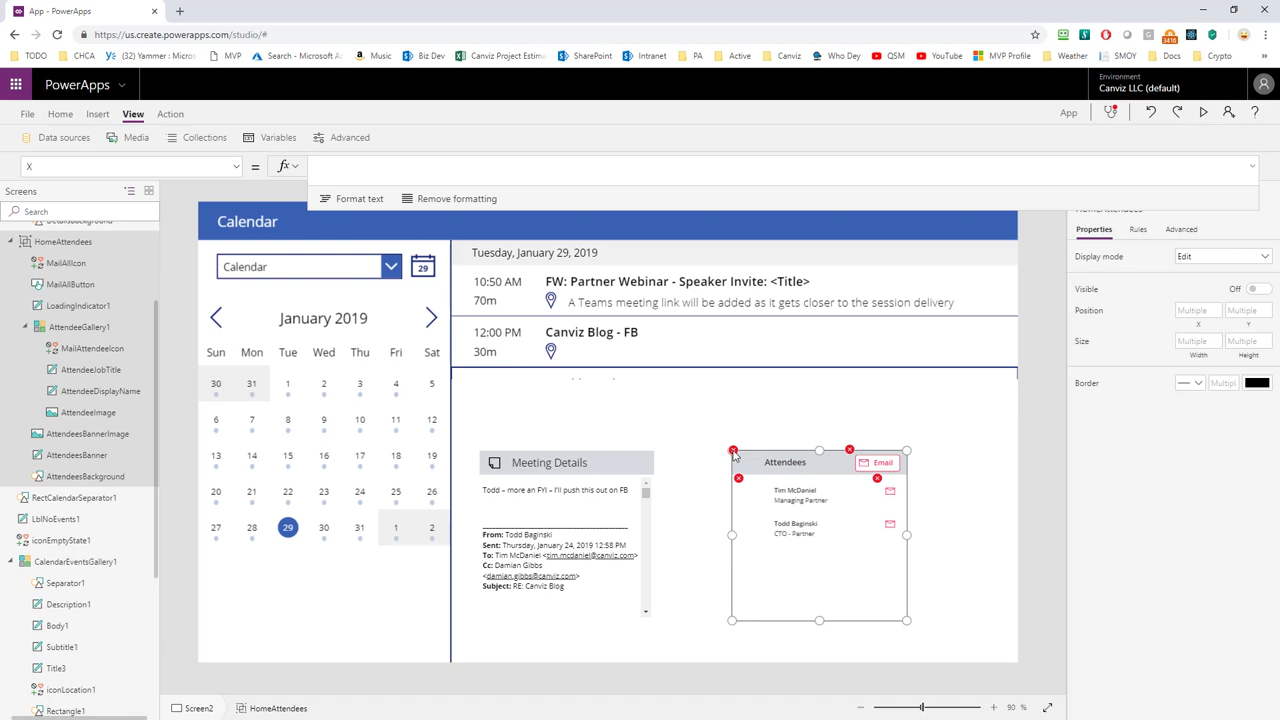 App - PowerApps
https://us.create.powerapps.com/studio/#
3416
TODO CHCA (32) Yammer : Micro: MVP Search - Microsoft A Music Biz Dev Canviz Project Estima SharePoint Intranet PA Active Canviz Who Dey QSM YouTube MVP Profile Weather SMOY Docs Crypto
PowerApps
Environment
Canviz LLC (default)
File Home Insert View Action
App
Data sources Media Collections Variables Advanced
X = fx
Format text Remove formatting
Screens
Search
HomeAttendees
MailAllIcon
MailAllButton
LoadingIndicator1
AttendeeGallery1
MailAttendeeIcon
AttendeeJobTitle
AttendeeDisplayName
AttendeeImage
AttendeesBannerImage
AttendeesBanner
AttendeesBackground
RectCalendarSeparator1
LblNoEvents1
iconEmptyState1
CalendarEventsGallery1
Separator1
Description1
Body1
Subtitle1
Title3
iconLocation1
Rectangle1
Calendar
Calendar
29
January 2019
Sun Mon Tue Wed Thu Fri Sat
30 31 1 2 3 4 5
6 7 8 9 10 11 12
13 14 15 16 17 18 19
20 21 22 23 24 25 26
27 28 29 30 31 1 2
Tuesday, January 29, 2019
10:50 AM FW: Partner Webinar - Speaker Invite: <Title>
70m A Teams meeting link will be added as it gets closer to the session delivery
12:00 PM Canviz Blog - FB
30m
Meeting Details
Todd – more an FYI – I'll push this out on FB
From: Todd Baginski
Sent: Thursday, January 24, 2019 12:58 PM
To: Tim McDaniel <tim.mcdaniel@canviz.com>
Cc: Damian Gibbs
<damian.gibbs@canviz.com>
Subject: RE: Canviz Blog
Attendees Email
Tim McDaniel
Managing Partner
Todd Baginski
CTO - Partner
Properties Rules Advanced
Display mode Edit
Visible Off
Position Multiple Multiple
X Y
Size Multiple Multiple
Width Height
Border Multipl
Screen2 HomeAttendees
90 %